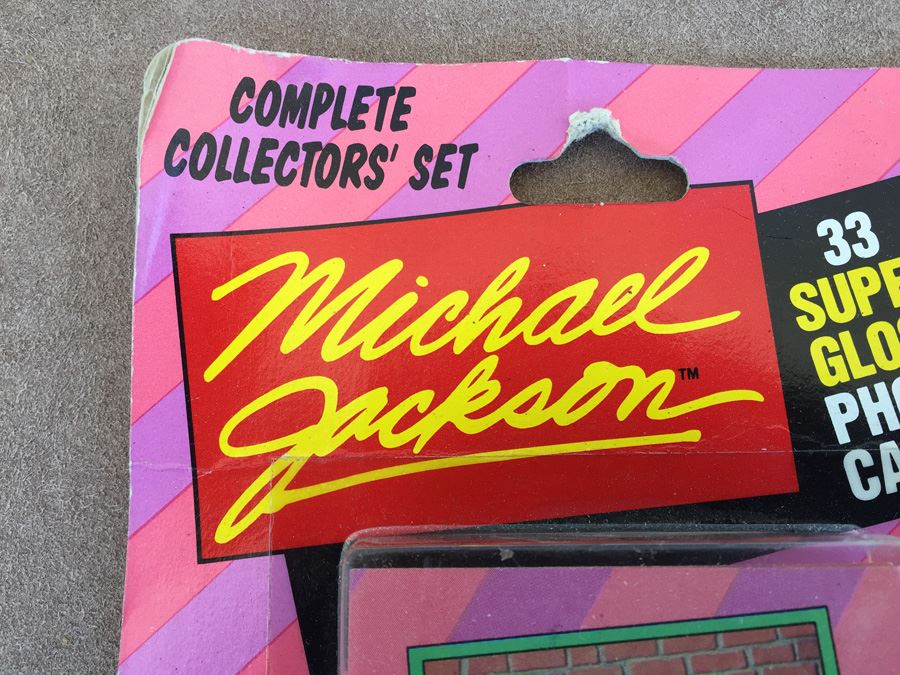 COMPLETE
COLLECTORS' SET
Michael
Jackson™
33